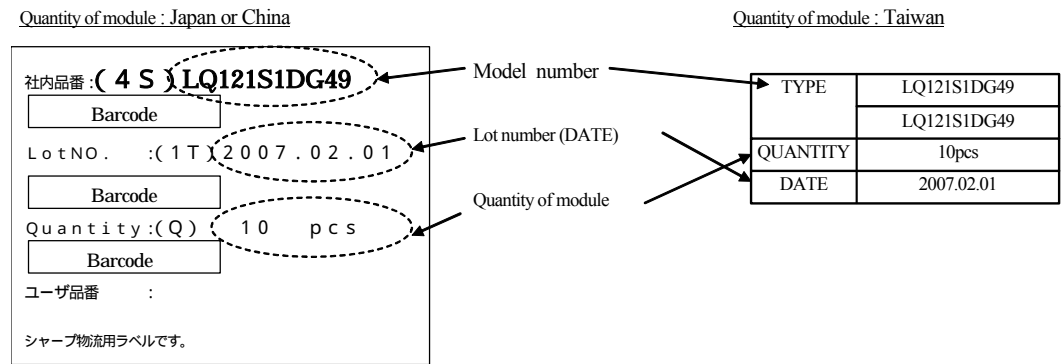 Quantity of module : Japan or China
Quantity of module : Taiwan
社内品番:(4S)LQ121S1DG49
Barcode
LotNO. :(1T)2007.02.01
Barcode
Quantity:(Q) 10 pcs
Barcode
ユーザ品番 :
シャープ物流用ラベルです。
Model number
Lot number (DATE)
Quantity of module
TYPE LQ121S1DG49
LQ121S1DG49
QUANTITY 10pcs
DATE 2007.02.01